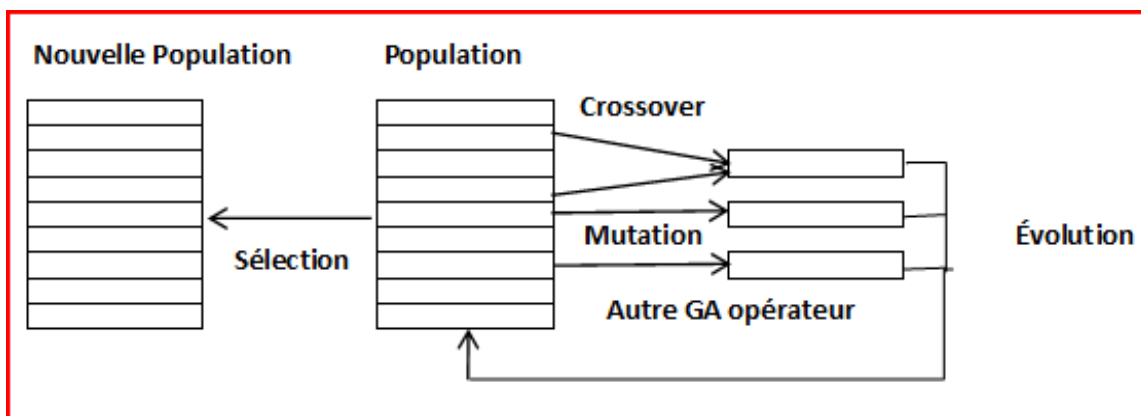 Nouvelle Population
Population
Crossover
Mutation
Évolution
Sélection
Autre GA opérateur